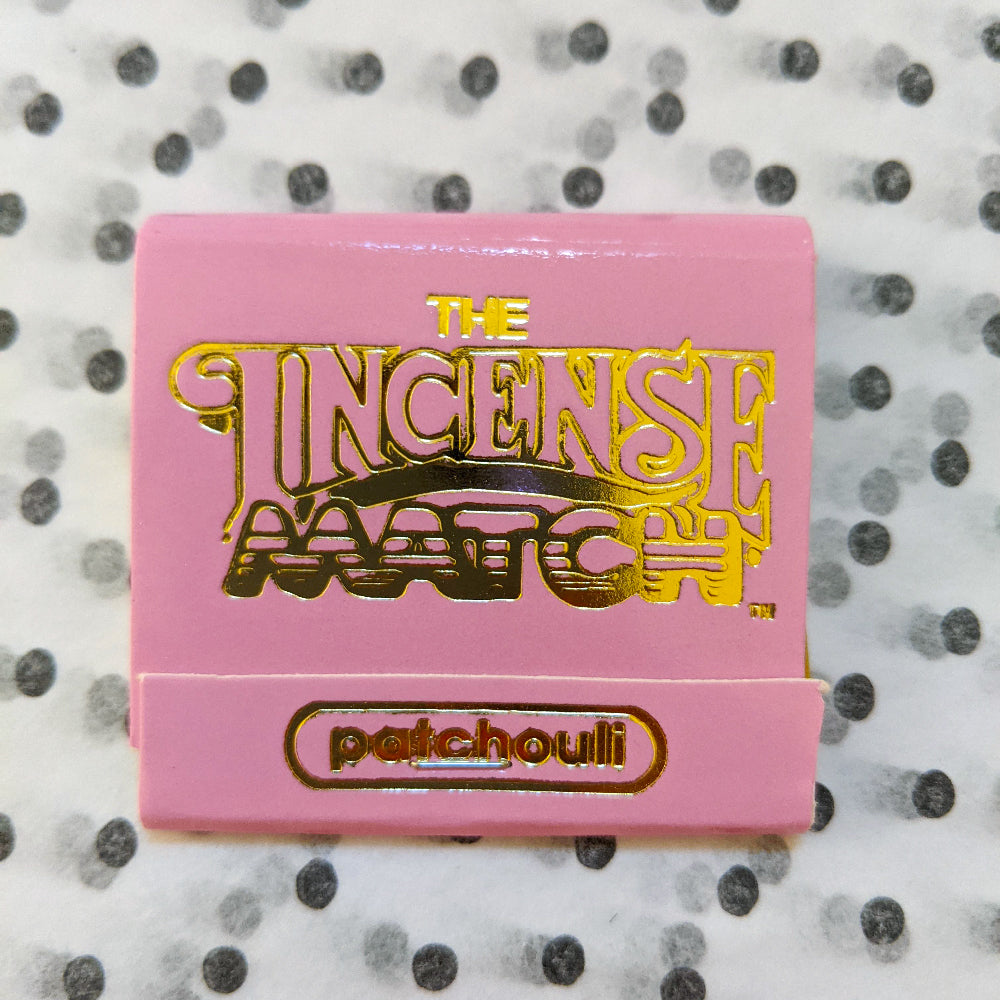 THE
INCENSE
MATCH
TM
patchouli